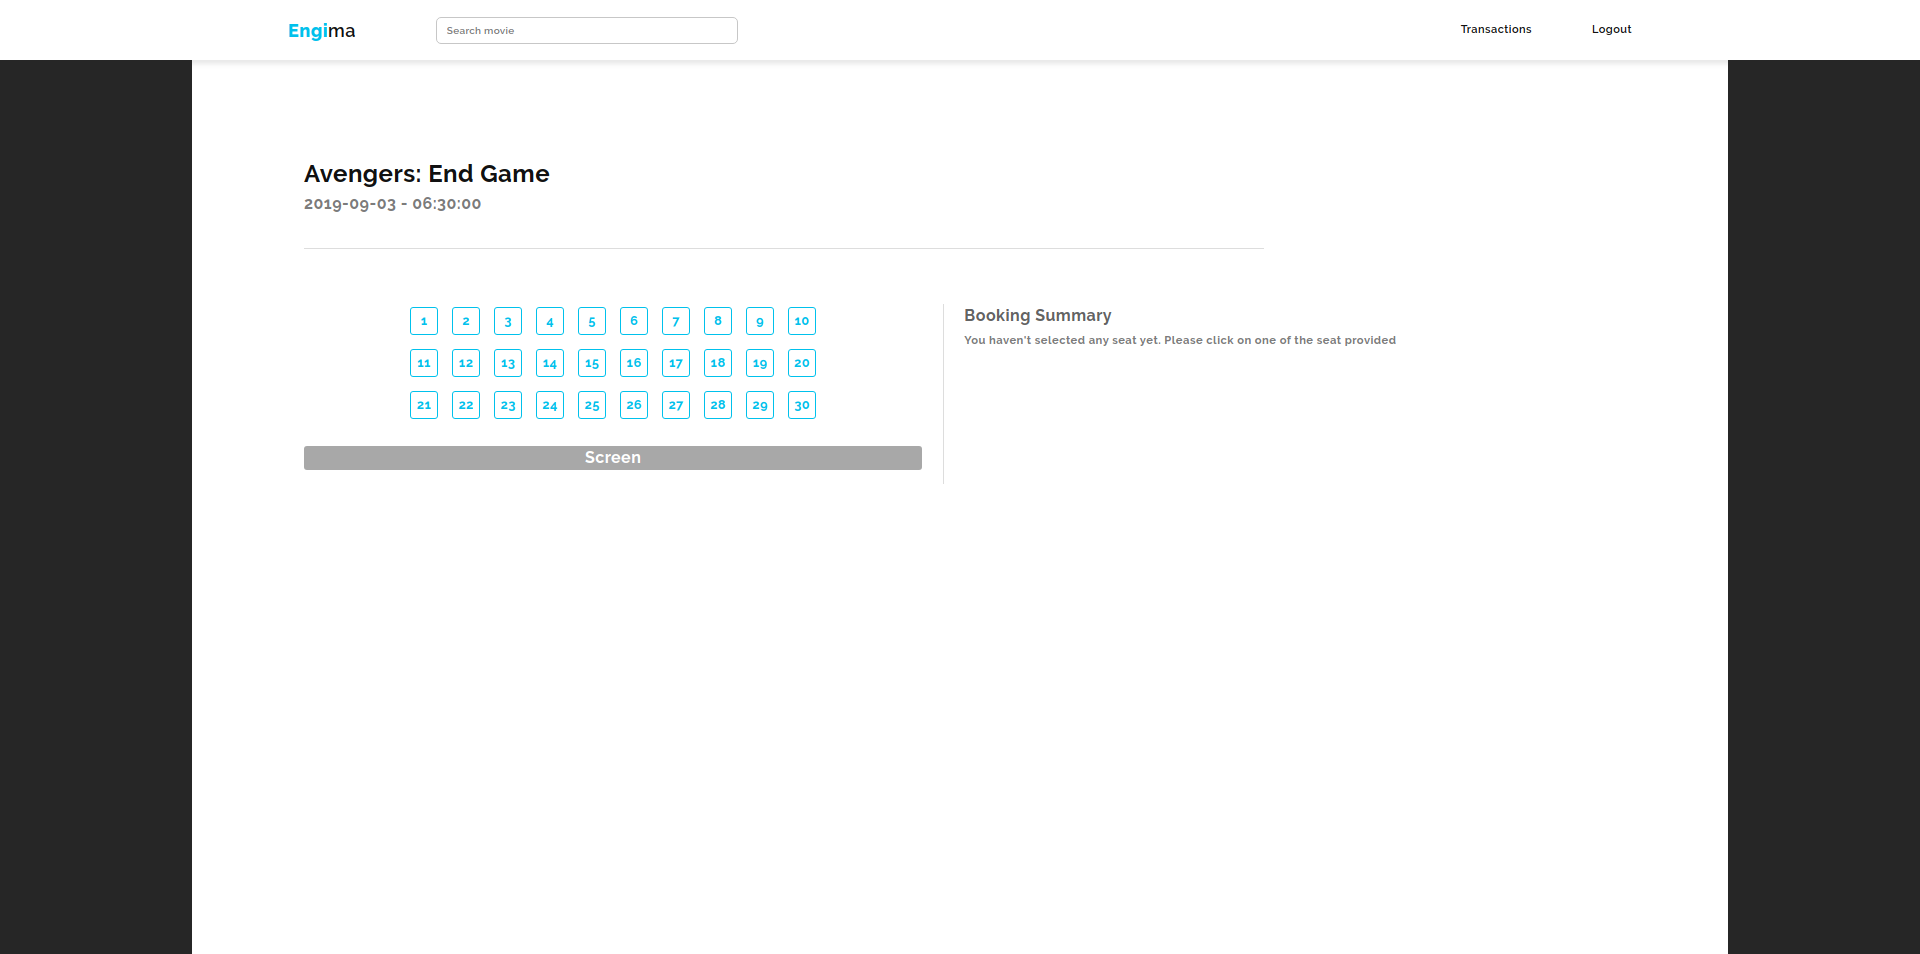 Engima
Search movie
Transactions
Logout
Avengers: End Game
2019-09-03 - 06:30:00
1 2 3 4 5 6 7 8 9 10
11 12 13 14 15 16 17 18 19 20
21 22 23 24 25 26 27 28 29 30
Screen
Booking Summary
You haven't selected any seat yet. Please click on one of the seat provided